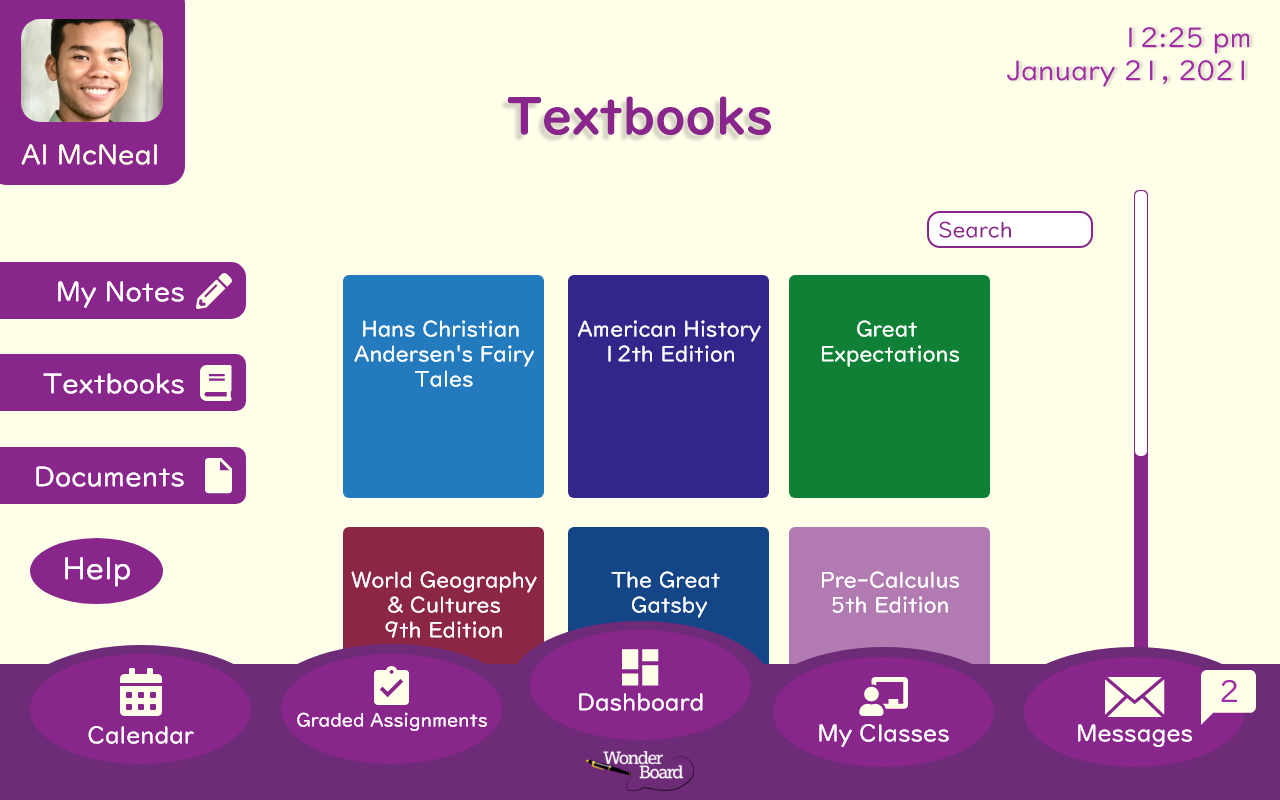 12:25 pm
January 21, 2021
Textbooks
Al McNeal
Search
My Notes
Textbooks
Documents
Help
Hans Christian
Andersen's Fairy
Tales
American History
12th Edition
Great
Expectations
World Geography
& Cultures
9th Edition
The Great
Gatsby
Pre-Calculus
5th Edition
Calendar
Graded Assignments
Dashboard
My Classes
Messages
2
Wonder
Board